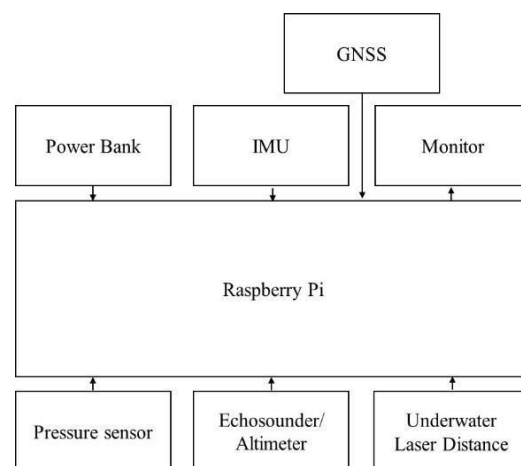 GNSS
Power Bank
IMU
Monitor
Raspberry Pi
Pressure sensor
Echosounder/
Altimeter
Underwater
Laser Distance